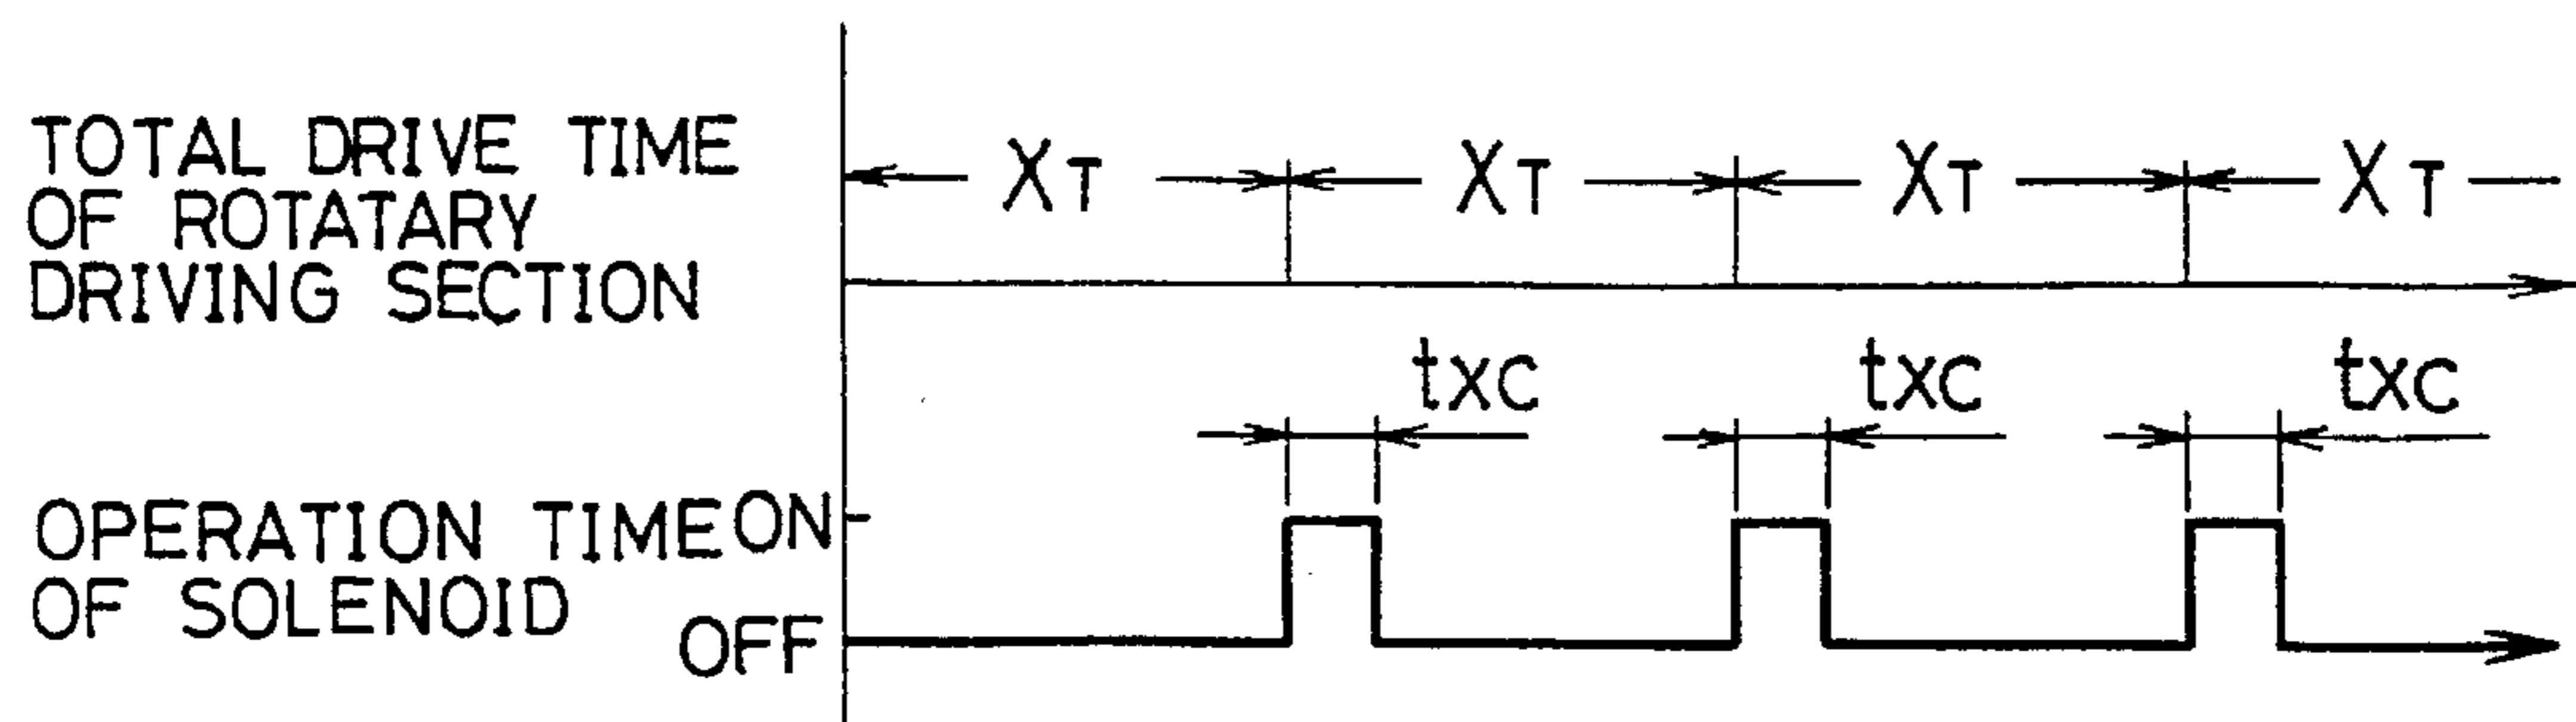 TOTAL DRIVE TIME
OF ROTATARY
DRIVING SECTION
XT XT XT XT
txc txc txc
OPERATION TIME ON
OF SOLENOID
OFF